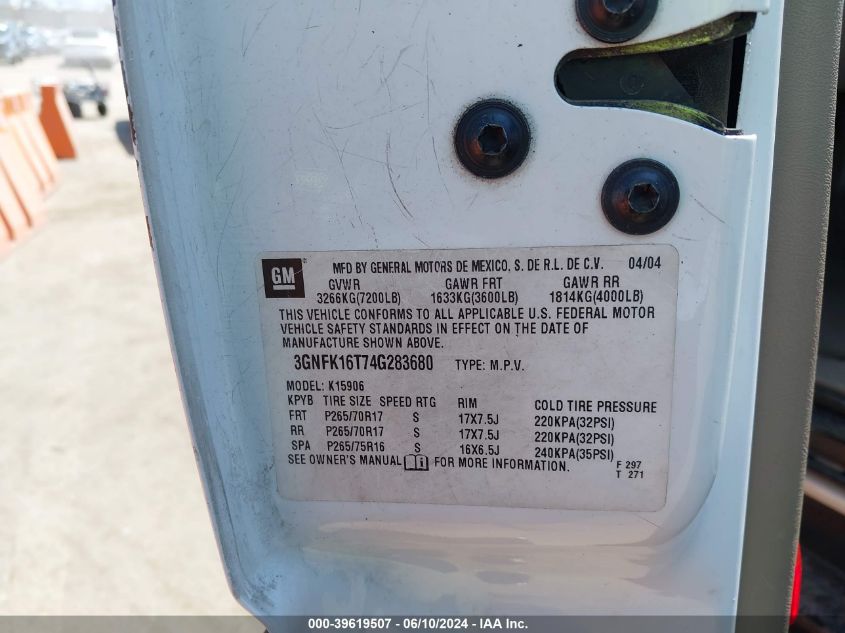 GM MFD BY GENERAL MOTORS DE MEXICO, S. DE R.L. DE C.V. 04/04
GVWR GAWR FRT GAWR RR
3266KG(7200LB) 1633KG(3600LB) 1814KG(4000LB)
THIS VEHICLE CONFORMS TO ALL APPLICABLE U.S. FEDERAL MOTOR
VEHICLE SAFETY STANDARDS IN EFFECT ON THE DATE OF
MANUFACTURE SHOWN ABOVE.
3GNFK16T74G283680 TYPE: M.P.V.
MODEL: K15906
KPYB TIRE SIZE SPEED RTG RIM COLD TIRE PRESSURE
FRT P265/70R17 S 17X7.5J 220KPA(32PSI)
RR P265/70R17 S 17X7.5J 220KPA(32PSI)
SPA P265/75R16 S 16X6.5J 240KPA(35PSI)
SEE OWNER'S MANUAL FOR MORE INFORMATION. F 297
T 271
000-39619507 - 06/10/2024 - IAA Inc.